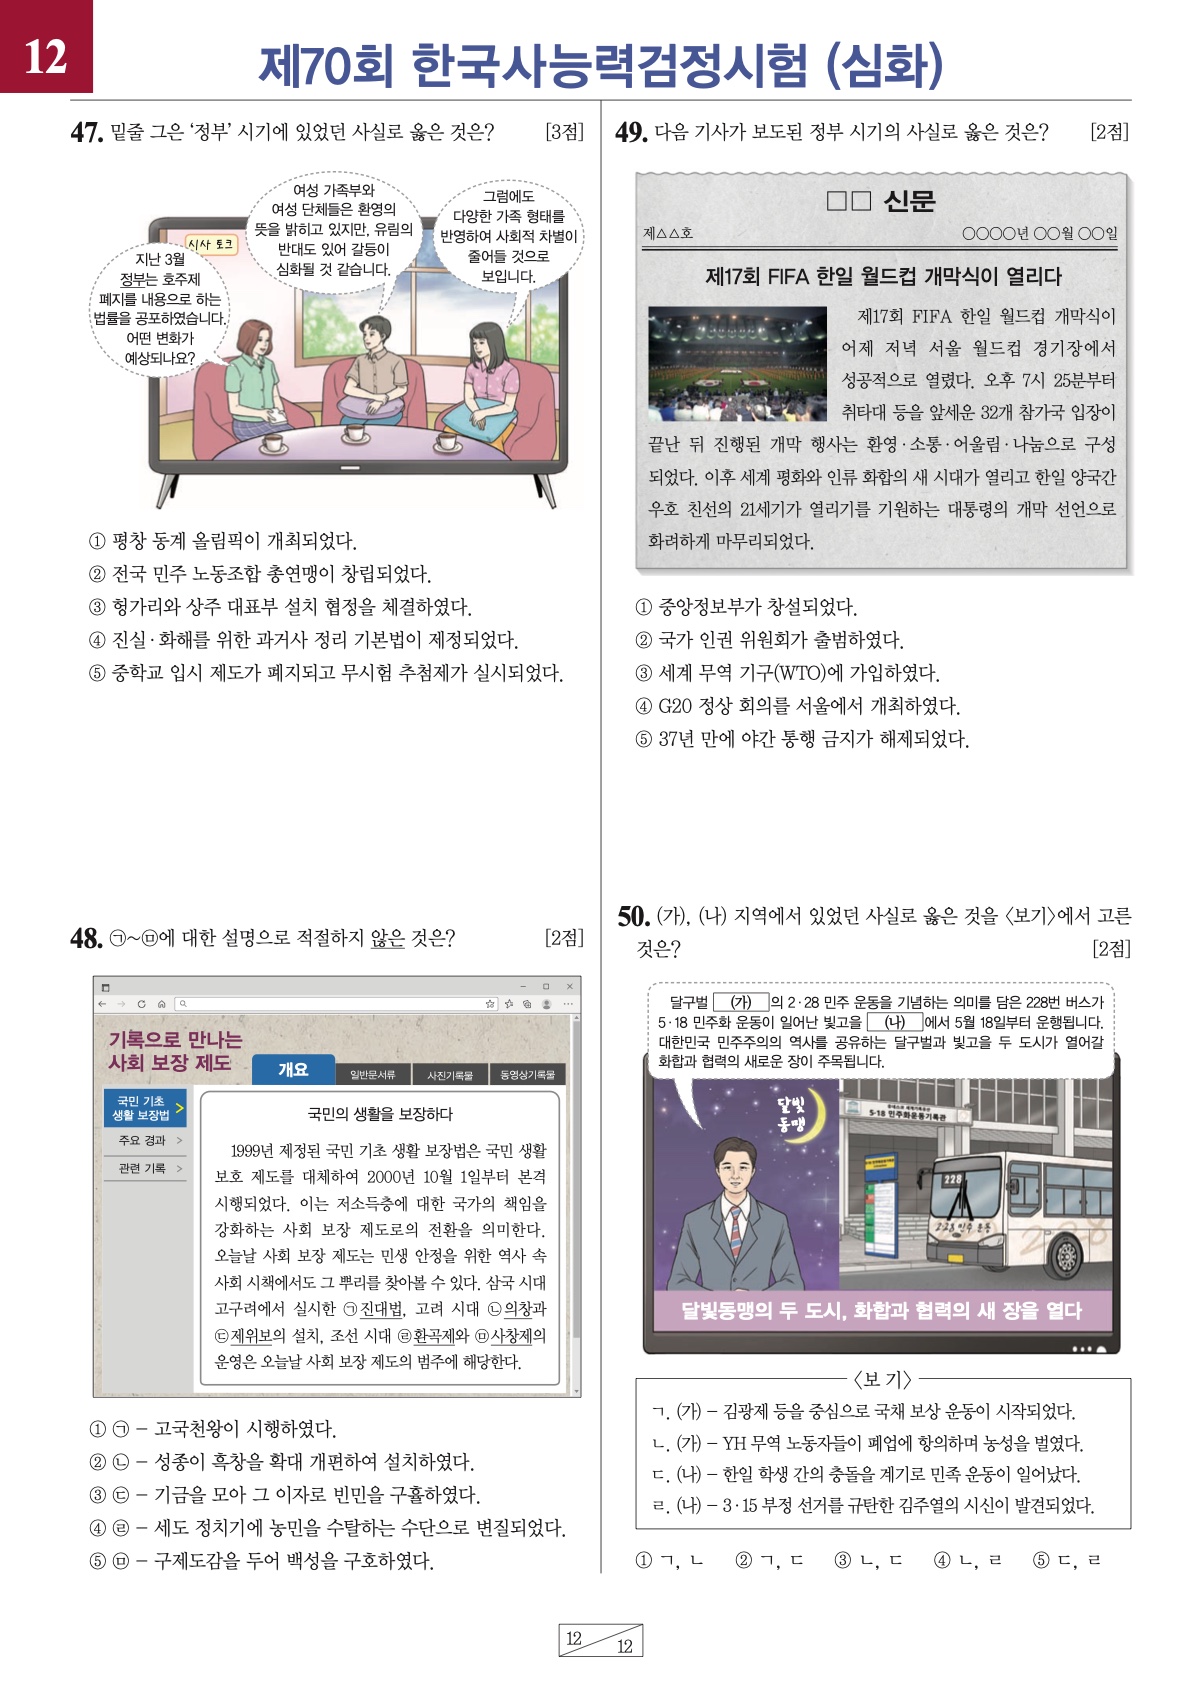 12
제70회 한국사능력검정시험 (심화)
47. 밑줄 그은 ‘정부’ 시기에 있었던 사실로 옳은 것은? [3점]
시사 토크
지난 3월
정부는 호주제
폐지를 내용으로 하는
법률을 공포하였습니다.
어떤 변화가
예상되나요?
여성 가족부와
여성 단체들은 환영의
뜻을 밝히고 있지만, 유림의
반대도 있어 갈등이
심화될 것 같습니다.
그럼에도
다양한 가족 형태를
반영하여 사회적 차별이
줄어들 것으로
보입니다.
① 평창 동계 올림픽이 개최되었다.
② 전국 민주 노동조합 총연맹이 창립되었다.
③ 헝가리와 상주 대표부 설치 협정을 체결하였다.
④ 진실·화해를 위한 과거사 정리 기본법이 제정되었다.
⑤ 중학교 입시 제도가 폐지되고 무시험 추첨제가 실시되었다.
48. ㉠~㉤에 대한 설명으로 적절하지 않은 것은? [2점]
기록으로 만나는
사회 보장 제도
개요
일반문서류
사진기록물
동영상기록물
국민 기초
생활 보장법 >
주요 경과 >
관련 기록 >
국민의 생활을 보장하다
1999년 제정된 국민 기초 생활 보장법은 국민 생활
보호 제도를 대체하여 2000년 10월 1일부터 본격
시행되었다. 이는 저소득층에 대한 국가의 책임을
강화하는 사회 보장 제도로의 전환을 의미한다.
오늘날 사회 보장 제도는 민생 안정을 위한 역사 속
사회 시책에서도 그 뿌리를 찾아볼 수 있다. 삼국 시대
고구려에서 실시한 ㉠진대법, 고려 시대 ㉡의창과
㉢제위보의 설치, 조선 시대 ㉣환곡제와 ㉤사창제의
운영은 오늘날 사회 보장 제도의 범주에 해당한다.
① ㉠ - 고국천왕이 시행하였다.
② ㉡ - 성종이 흑창을 확대 개편하여 설치하였다.
③ ㉢ - 기금을 모아 그 이자로 빈민을 구휼하였다.
④ ㉣ - 세도 정치기에 농민을 수탈하는 수단으로 변질되었다.
⑤ ㉤ - 구제도감을 두어 백성을 구호하였다.
49. 다음 기사가 보도된 정부 시기의 사실로 옳은 것은? [2점]
□□ 신문
제△△호 ○○○○년 ○○월 ○○일
제17회 FIFA 한일 월드컵 개막식이 열리다
제17회 FIFA 한일 월드컵 개막식이
어제 저녁 서울 월드컵 경기장에서
성공적으로 열렸다. 오후 7시 25분부터
취타대 등을 앞세운 32개 참가국 입장이
끝난 뒤 진행된 개막 행사는 환영·소통·어울림·나눔으로 구성
되었다. 이후 세계 평화와 인류 화합의 새 시대가 열리고 한일 양국간
우호 친선의 21세기가 열리기를 기원하는 대통령의 개막 선언으로
화려하게 마무리되었다.
① 중앙정보부가 창설되었다.
② 국가 인권 위원회가 출범하였다.
③ 세계 무역 기구(WTO)에 가입하였다.
④ G20 정상 회의를 서울에서 개최하였다.
⑤ 37년 만에 야간 통행 금지가 해제되었다.
50. (가), (나) 지역에서 있었던 사실로 옳은 것을 〈보기〉에서 고른
것은? [2점]
달구벌 (가) 의 2·28 민주 운동을 기념하는 의미를 담은 228번 버스가
5·18 민주화 운동이 일어난 빛고을 (나) 에서 5월 18일부터 운행됩니다.
대한민국 민주주의의 역사를 공유하는 달구벌과 빛고을 두 도시가 열어갈
화합과 협력의 새로운 장이 주목됩니다.
달빛
동맹
5·18 민주화운동기록관
228
2·28 민주 운동
달빛동맹의 두 도시, 화합과 협력의 새 장을 열다
〈보 기〉
ㄱ. (가) - 김광제 등을 중심으로 국채 보상 운동이 시작되었다.
ㄴ. (가) - YH 무역 노동자들이 폐업에 항의하며 농성을 벌였다.
ㄷ. (나) - 한일 학생 간의 충돌을 계기로 민족 운동이 일어났다.
ㄹ. (나) - 3·15 부정 선거를 규탄한 김주열의 시신이 발견되었다.
① ㄱ, ㄴ ② ㄱ, ㄷ ③ ㄴ, ㄷ ④ ㄴ, ㄹ ⑤ ㄷ, ㄹ
12
12